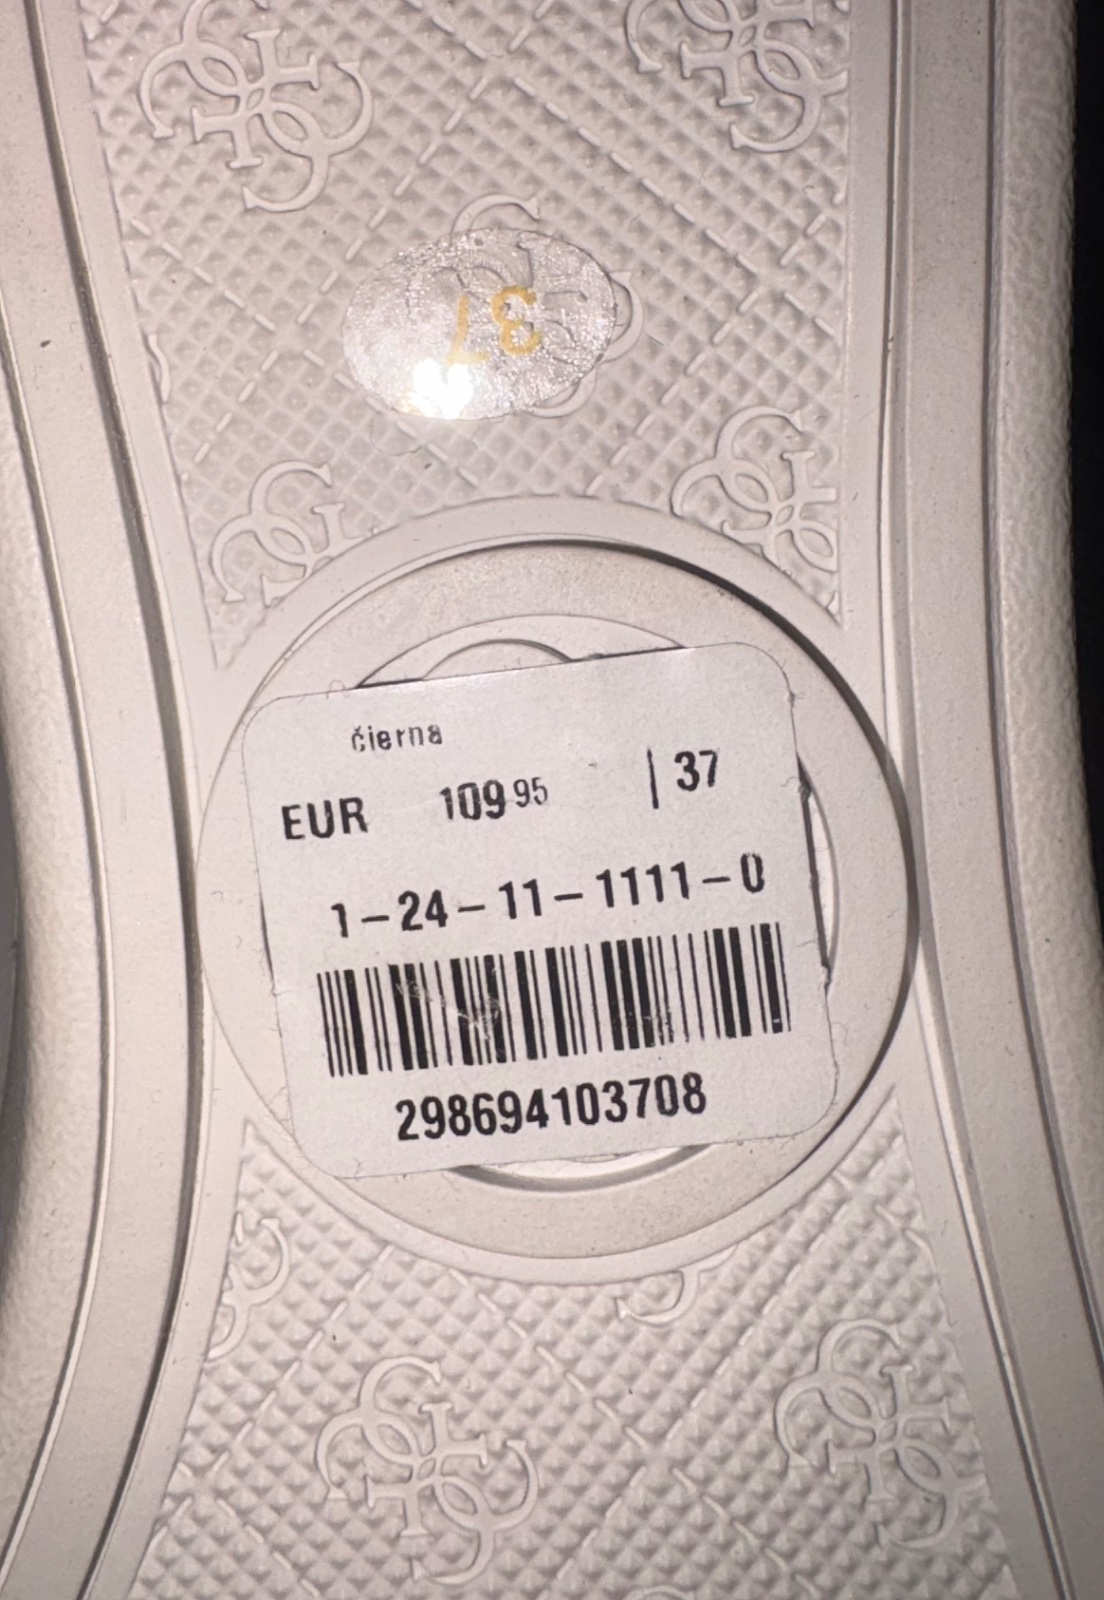 37
čierna
EUR 109 95 | 37
1-24-11-1111-0
298694103708